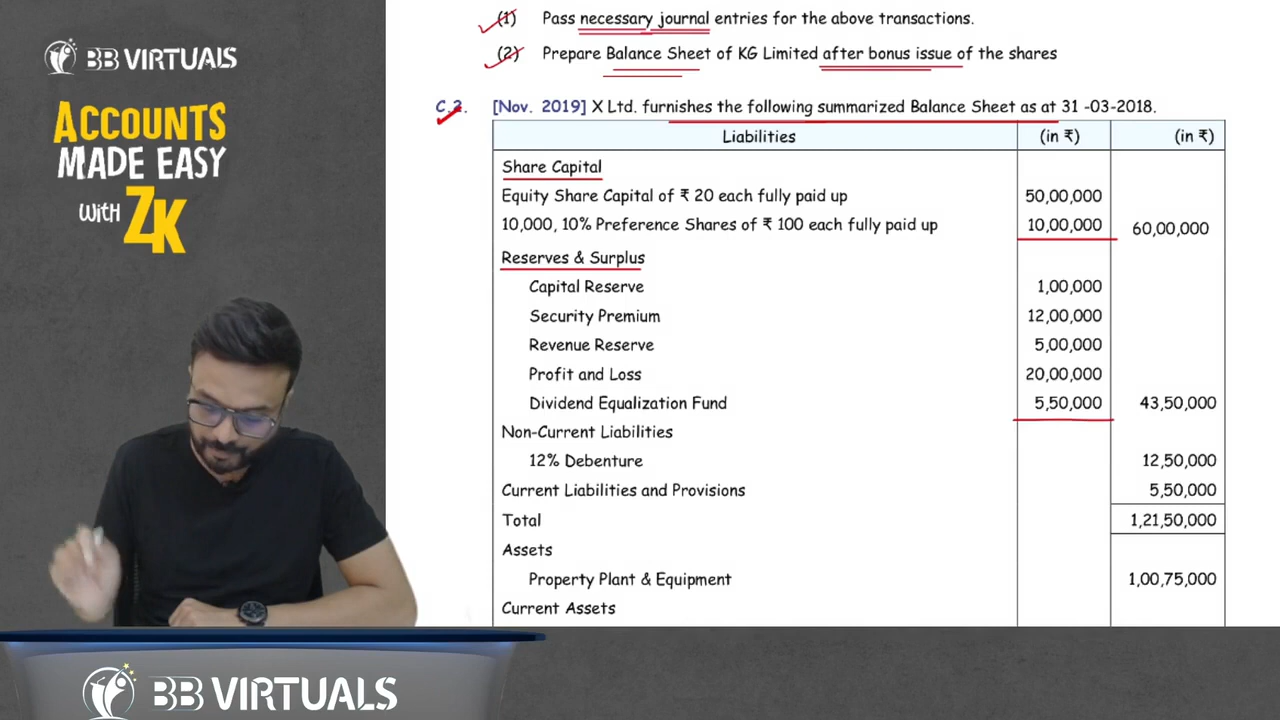 (1) Pass necessary journal entries for the above transactions.
(2) Prepare Balance Sheet of KG Limited after bonus issue of the shares
BB VIRTUALS
ACCOUNTS
MADE EASY
with ZK
[Nov. 2019] X Ltd. furnishes the following summarized Balance Sheet as at 31 -03-2018.
Liabilities (in ₹) (in ₹)
Share Capital
Equity Share Capital of ₹ 20 each fully paid up 50,00,000
10,000, 10% Preference Shares of ₹ 100 each fully paid up 10,00,000 60,00,000
Reserves & Surplus
Capital Reserve 1,00,000
Security Premium 12,00,000
Revenue Reserve 5,00,000
Profit and Loss 20,00,000
Dividend Equalization Fund 5,50,000 43,50,000
Non-Current Liabilities
12% Debenture 12,50,000
Current Liabilities and Provisions 5,50,000
Total 1,21,50,000
Assets
Property Plant & Equipment 1,00,75,000
Current Assets
BB VIRTUALS